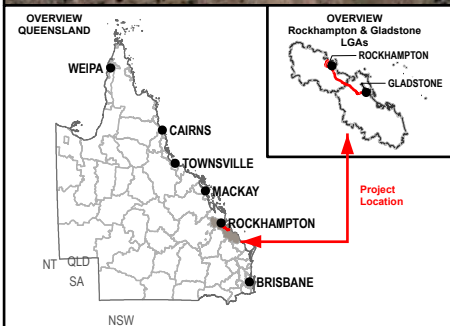 OVERVIEW
QUEENSLAND
WEIPA
CAIRNS
TOWNSVILLE
MACKAY
ROCKHAMPTON
BRISBANE
NT QLD
SA
NSW
OVERVIEW
Rockhampton & Gladstone
LGAs
ROCKHAMPTON
GLADSTONE
Project
Location